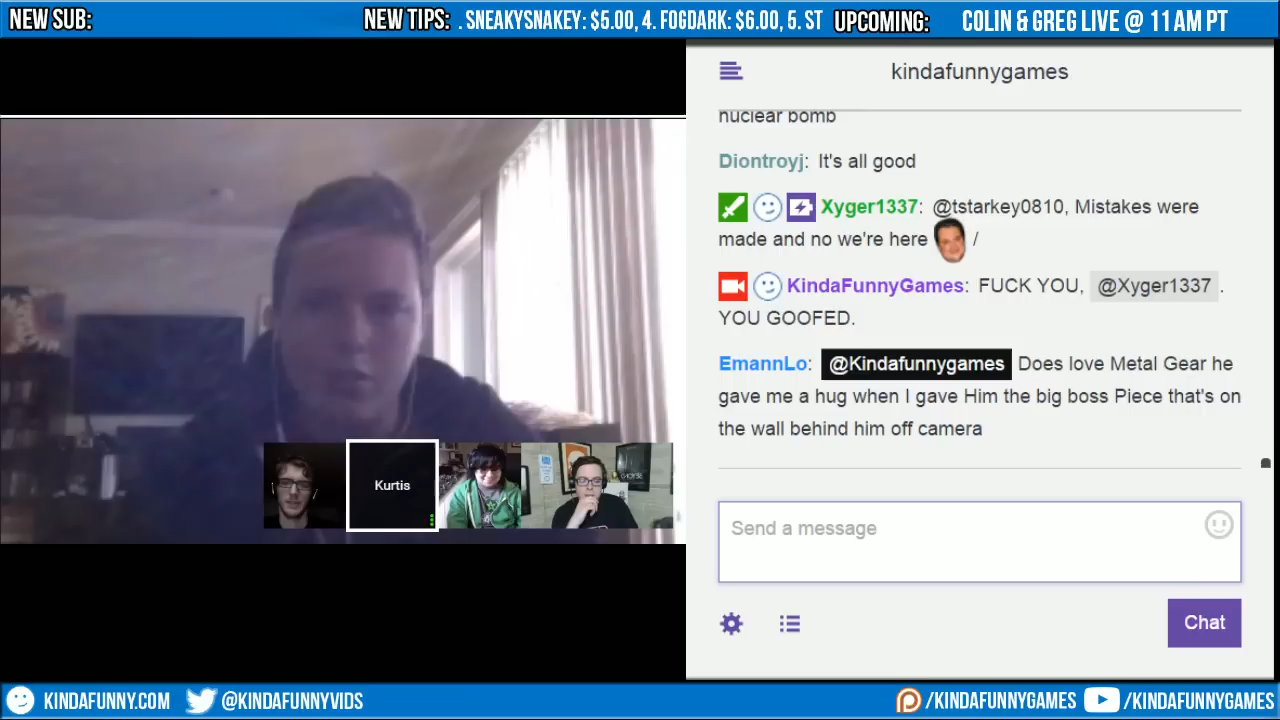 NEW SUB:
NEW TIPS: . SNEAKYSNAKEY: $5.00, 4. FOGDARK: $6.00, 5. ST
UPCOMING: COLIN & GREG LIVE @ 11 AM PT
kindafunnygames
nuclear bomb
Diontroyj: It's all good
Xyger1337: @tstarkey0810, Mistakes were
made and no we're here /
KindaFunnyGames: FUCK YOU, @Xyger1337 .
YOU GOOFED.
EmannLo: @Kindafunnygames Does love Metal Gear he
gave me a hug when I gave Him the big boss Piece that's on
the wall behind him off camera
Kurtis
Send a message
Chat
KINDAFUNNY.COM
@KINDAFUNNYVIDS
/KINDAFUNNYGAMES
/KINDAFUNNYGAMES